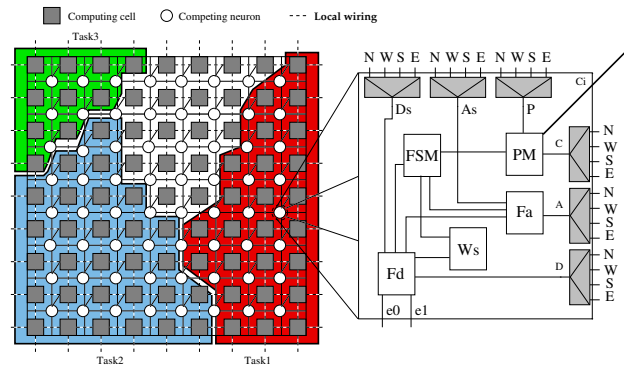 Computing cell
Competing neuron
Local wiring
Task3
N W S E
N W S E
N W S E
Ci
Ds
As
P
N
W
S
E
C
FSM
PM
N
W
S
E
A
Fa
Ws
N
W
S
E
D
Fd
e0 e1
Task2
Task1